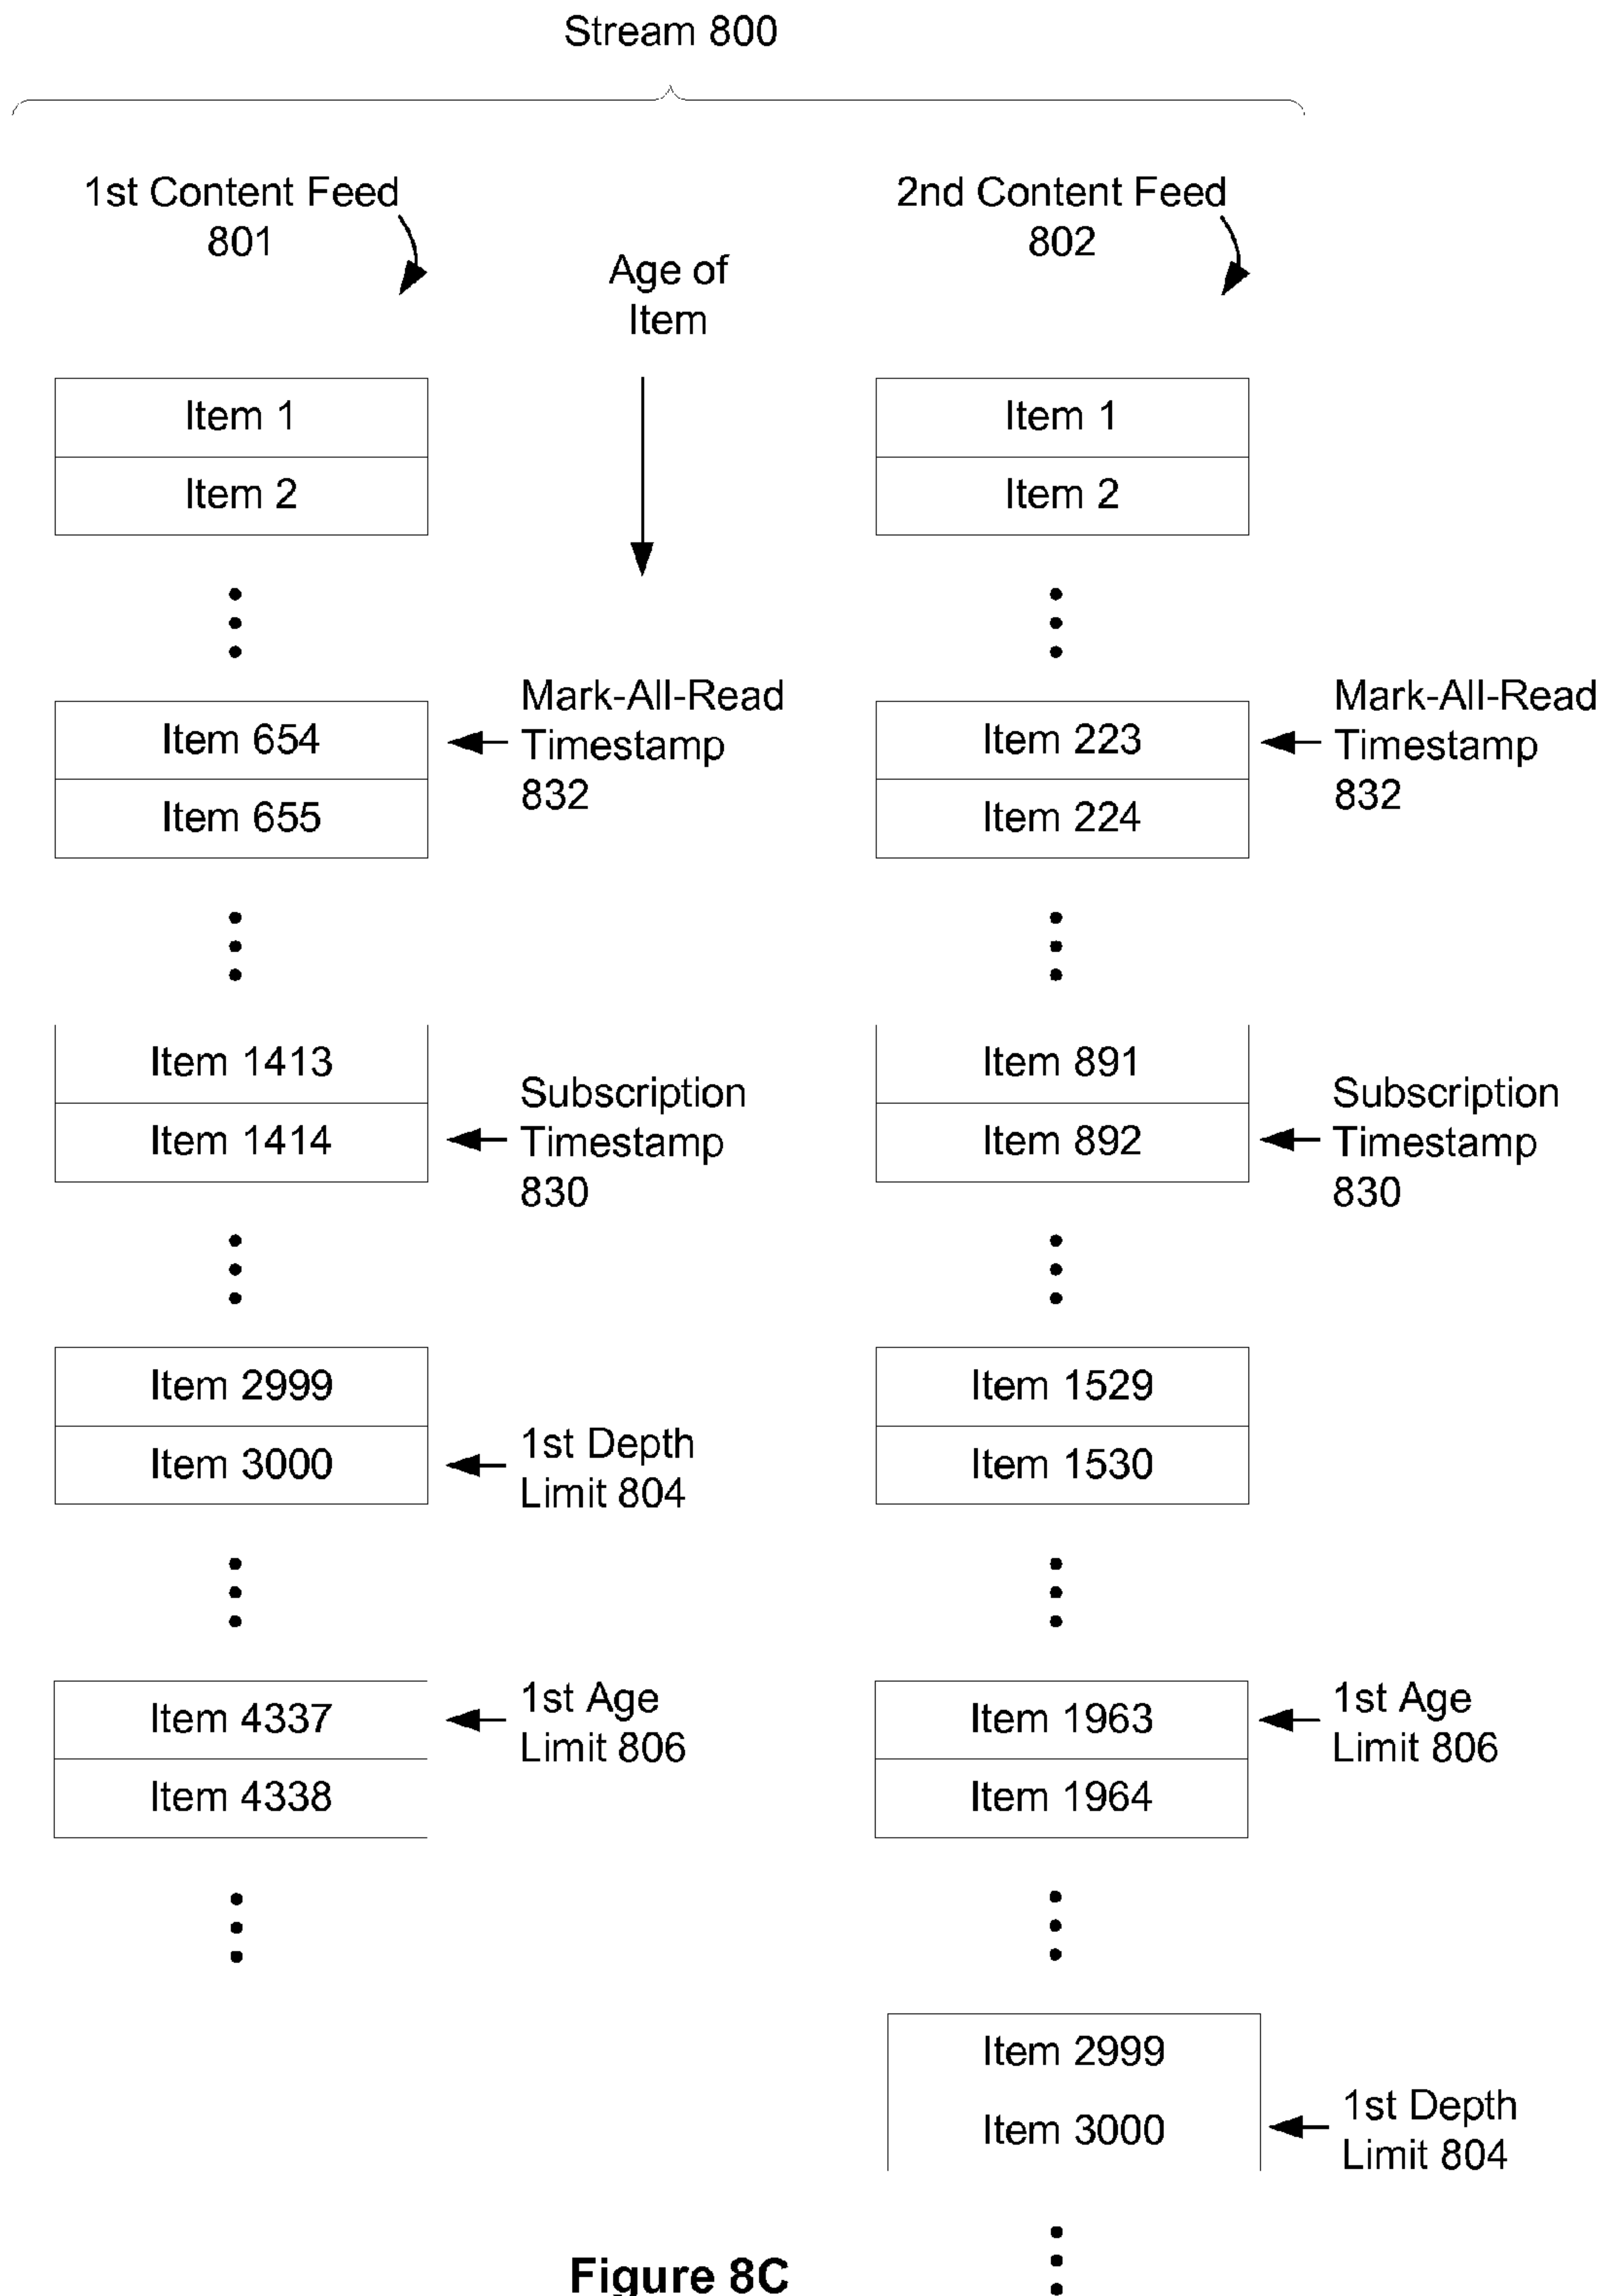 Stream 800
1st Content Feed
801
2nd Content Feed
802
Age of
Item
Item 1
Item 2
Item 1
Item 2
Item 654
Item 655
Mark-All-Read
Timestamp
832
Item 223
Item 224
Mark-All-Read
Timestamp
832
Item 1413
Item 1414
Subscription
Timestamp
830
Item 891
Item 892
Subscription
Timestamp
830
Item 2999
Item 3000
1st Depth
Limit 804
Item 1529
Item 1530
Item 4337
Item 4338
1st Age
Limit 806
Item 1963
Item 1964
1st Age
Limit 806
Item 2999
Item 3000
1st Depth
Limit 804
Figure 8C